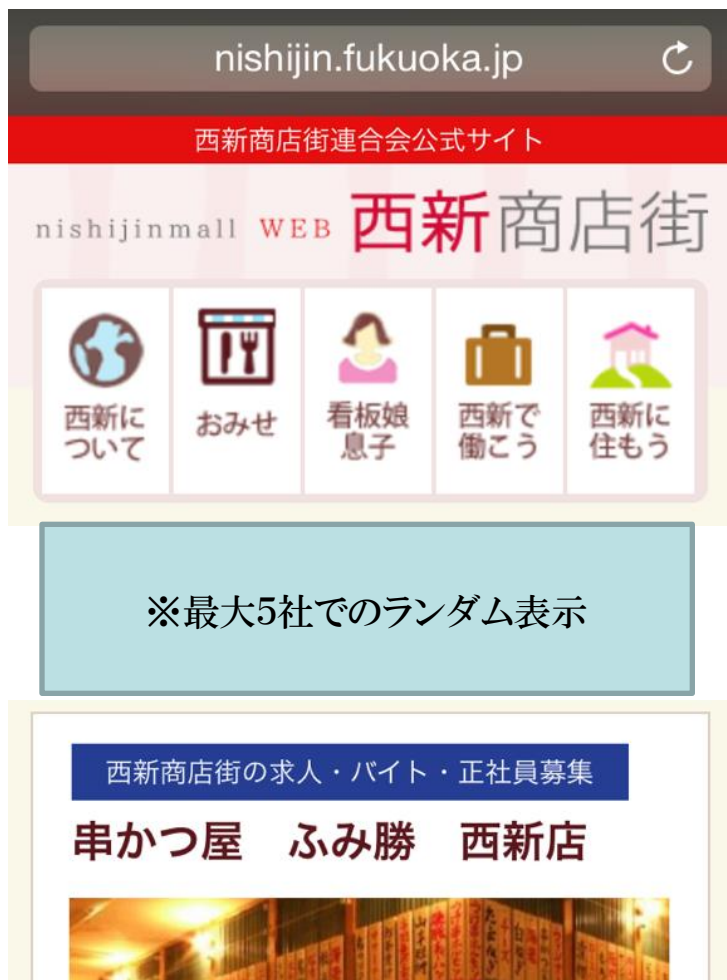 nishijin.fukuoka.jp
西新商店街連合会公式サイト
nishijinmall WEB 西新商店街
西新に
ついて
おみせ
看板娘
息子
西新で
働こう
西新に
住もう
※最大5社でのランダム表示
西新商店街の求人・バイト・正社員募集
串かつ屋　ふみ勝　西新店